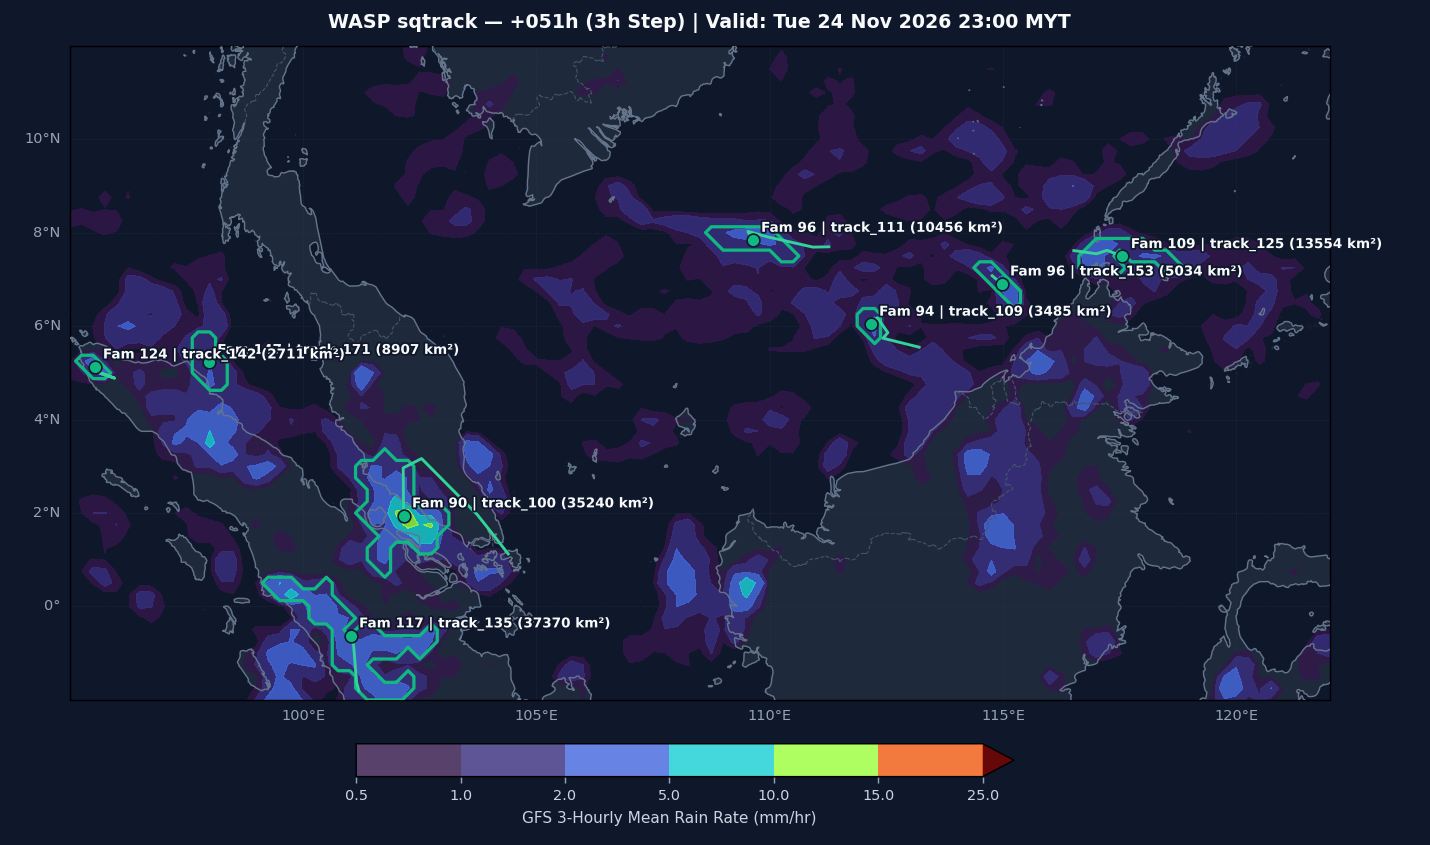 WASP sqtrack — +051h (3h Step) | Valid: Tue 24 Nov 2026 23:00 MYT
10°N
8°N
6°N
4°N
2°N
0°
Fam 96 | track_111 (10456 km²)
Fam 109 | track_125 (13554 km²)
Fam 96 | track_153 (5034 km²)
Fam 94 | track_109 (3485 km²)
Fam 124 | track_142 (2711 km²)
track_171 (8907 km²)
Fam 90 | track_100 (35240 km²)
Fam 117 | track_135 (37370 km²)
100°E 105°E 110°E 115°E 120°E
0.5 1.0 2.0 5.0 10.0 15.0 25.0
GFS 3-Hourly Mean Rain Rate (mm/hr)